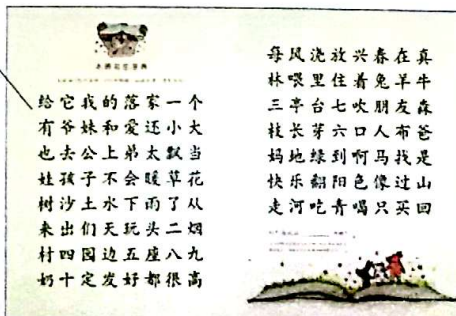 给它我的落家一个
有爷妹和爱还小大
也去公上弟太飘当
娃孩子不会暖草花
树沙土水下雨了从
来出们天玩头二烟
村四园边五座八九
奶十定发好都很高
每风浇放兴春在真
林喂里住着兔羊牛
三亭台七吹朋友森
枝长芽六口人布爸
妈地绿到啊马找是
快乐翻阳色像过山
走河吃青喝只买回